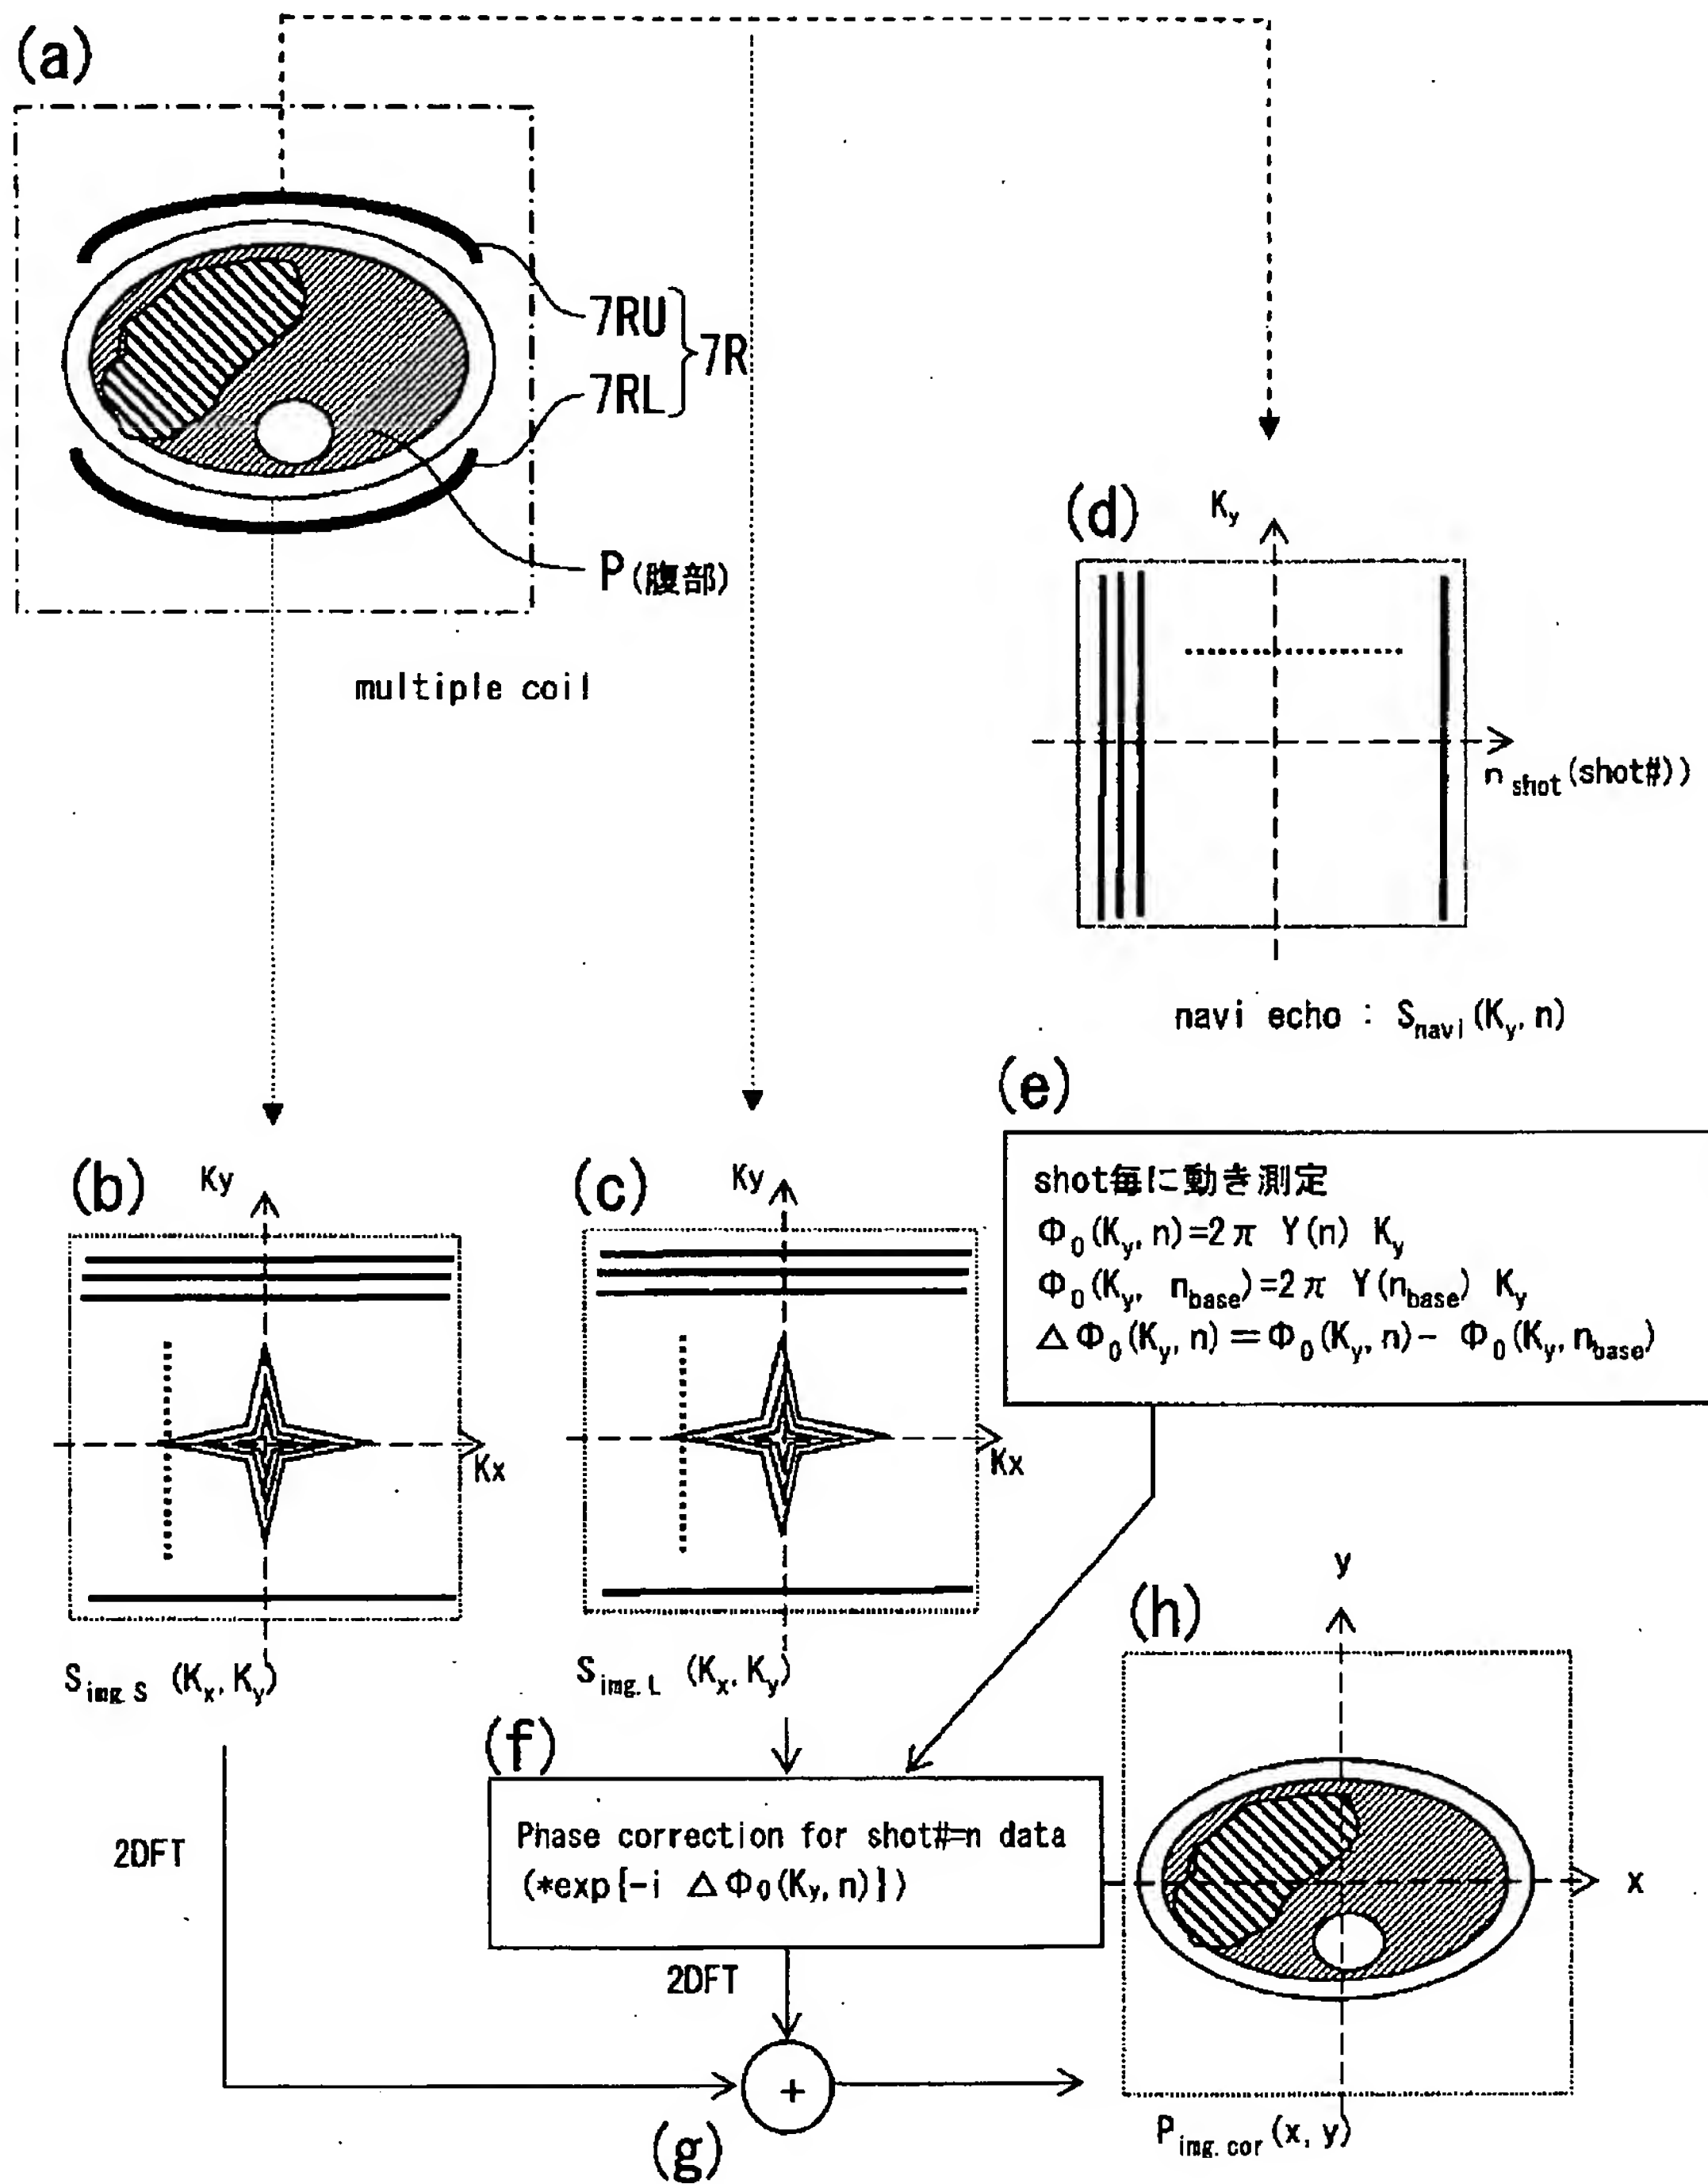 (a)
7RU
7RL
7R
P(腹部)
multiple coil
(d)
Ky
n shot(shot#))
navi echo : Snavi(Ky, n)
(e)
shot毎に動き測定
Φ0(Ky, n)=2π Y(n) Ky
Φ0(Ky, nbase)=2π Y(nbase) Ky
△Φ0(Ky, n)=Φ0(Ky, n)- Φ0(Ky, nbase)
(b)
Ky
Kx
Simg.S (Kx, Ky)
(c)
Ky
Kx
Simg.L (Kx, Ky)
(f)
Phase correction for shot#=n data
(*exp{-i △Φ0(Ky, n)})
2DFT
2DFT
+
(g)
(h)
y
x
Pimg.cor(x, y)